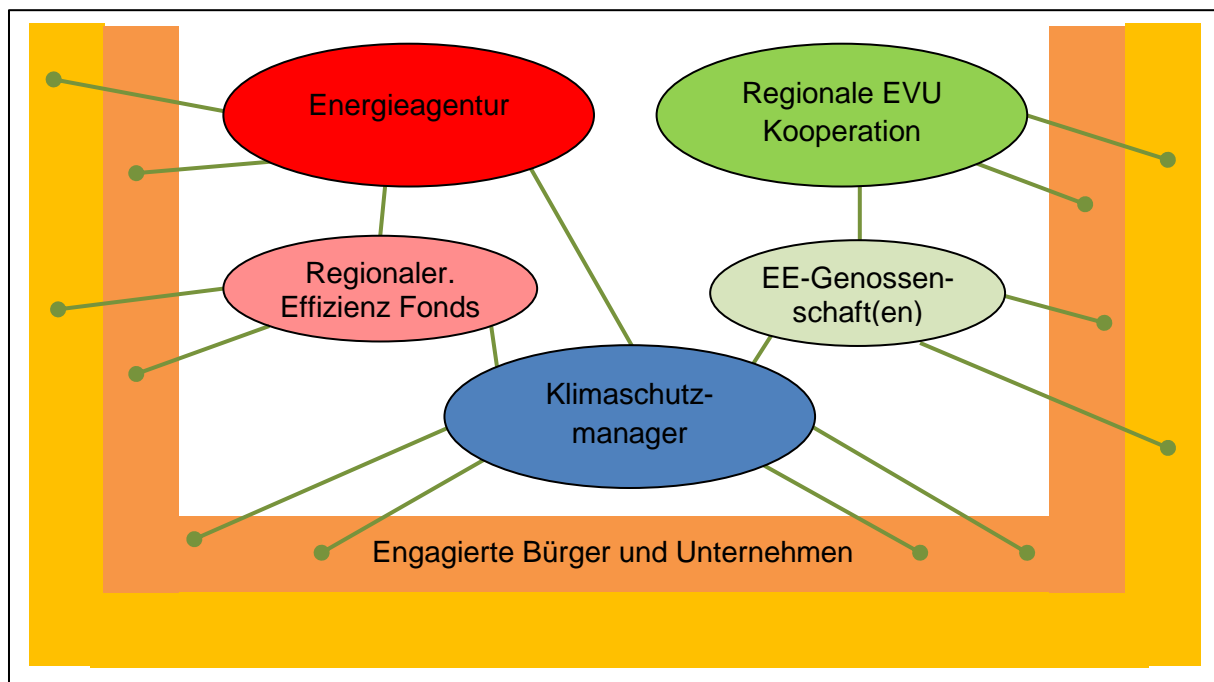 Energieagentur
Regionale EVU
Kooperation
Regionaler.
Effizienz Fonds
EE-Genossen-
schaft(en)
Klimaschutz-
manager
Engagierte Bürger und Unternehmen